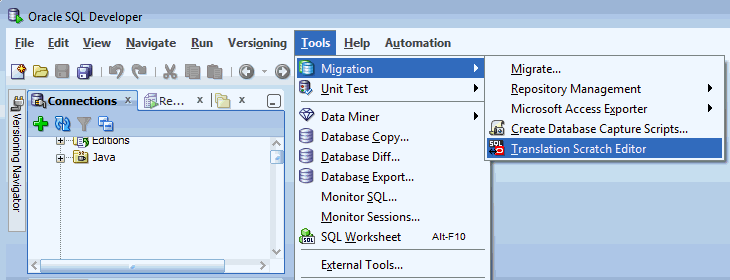 Oracle SQL Developer
File Edit View Navigate Run Versioning Tools Help Automation
Versioning Navigator
Connections x Re... x x
Editions
Java
Migration
Unit Test
Data Miner
Database Copy...
Database Diff...
Database Export...
Monitor SQL...
Monitor Sessions...
SQL Worksheet Alt-F10
External Tools...
Migrate...
Repository Management
Microsoft Access Exporter
Create Database Capture Scripts...
SQL Translation Scratch Editor